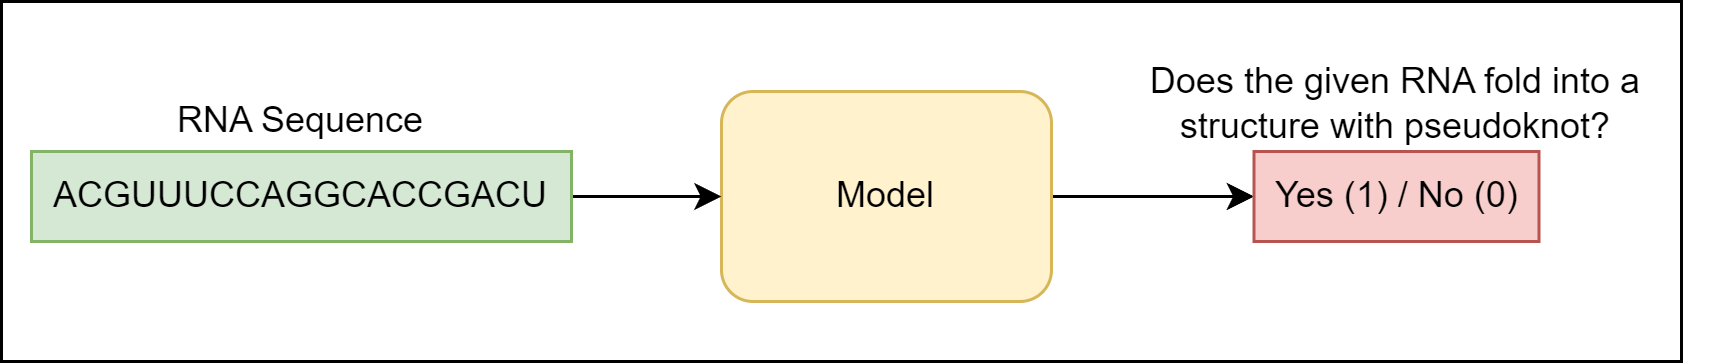 RNA Sequence
ACGUUUCCAGGCACCGACU
Model
Does the given RNA fold into a
structure with pseudoknot?
Yes (1) / No (0)